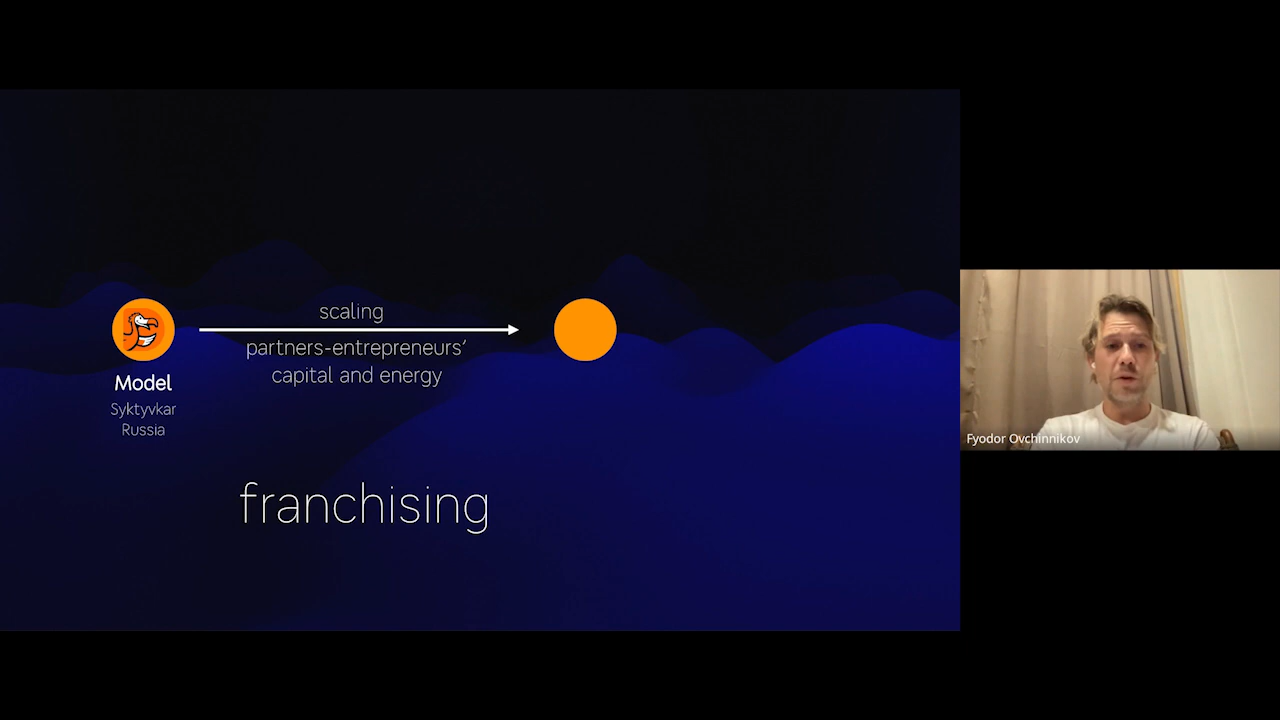 scaling
partners-entrepreneurs’
capital and energy
Model
Syktyvkar
Russia
franchising
Fyodor Ovchinnikov